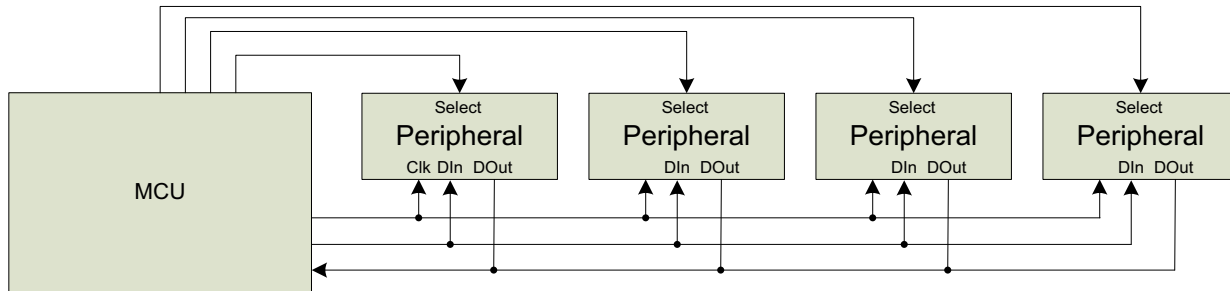 MCU
Select
Peripheral
Clk DIn DOut
Select
Peripheral
DIn DOut
Select
Peripheral
DIn DOut
Select
Peripheral
DIn DOut